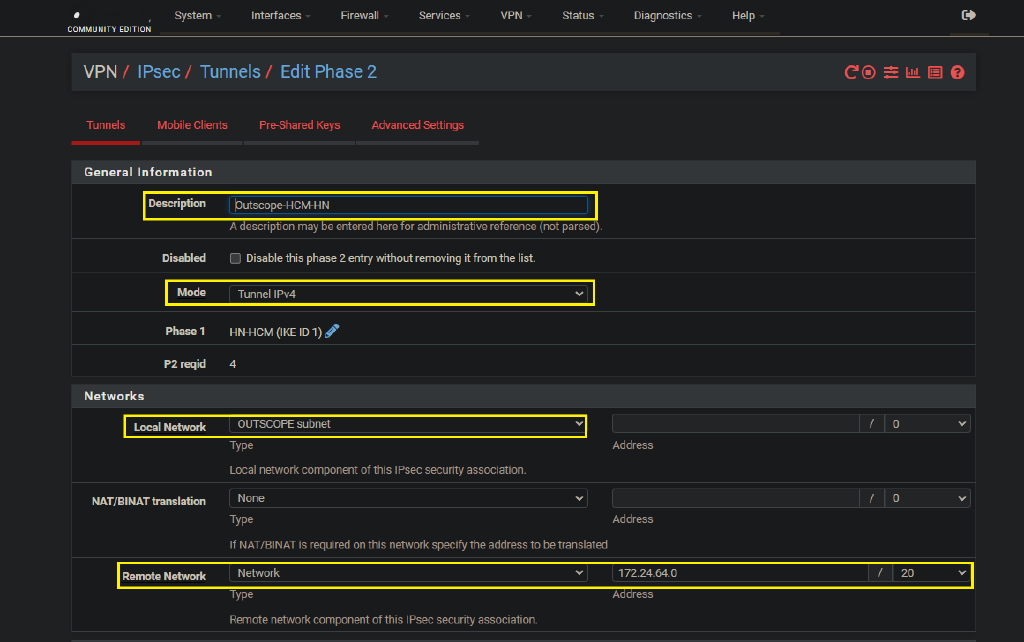 System Interfaces Firewall Services VPN Status Diagnostics Help
COMMUNITY EDITION
VPN / IPsec / Tunnels / Edit Phase 2
Tunnels Mobile Clients Pre-Shared Keys Advanced Settings
General Information
Description Outscope-HCM-HN
A description may be entered here for administrative reference (not parsed).
Disabled Disable this phase 2 entry without removing it from the list.
Mode Tunnel IPv4
Phase 1 HN-HCM (IKE ID 1)
P2 reqid 4
Networks
Local Network OUTSCOPE subnet / 0
Type Address
Local network component of this IPsec security association.
NAT/BINAT translation None / 0
Type Address
If NAT/BINAT is required on this network specify the address to be translated
Remote Network Network 172.24.64.0 / 20
Type Address
Remote network component of this IPsec security association.